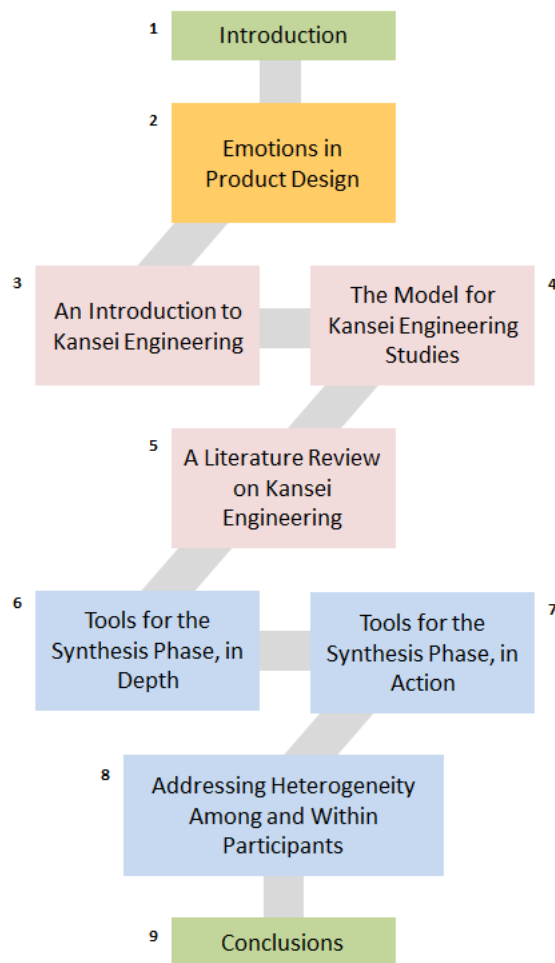 1
Introduction
2
Emotions in
Product Design
3
An Introduction to
Kansei Engineering
4
The Model for
Kansei Engineering
Studies
5
A Literature Review
on Kansei
Engineering
6
Tools for the
Synthesis Phase, in
Depth
7
Tools for the
Synthesis Phase, in
Action
8
Addressing Heterogeneity
Among and Within
Participants
9
Conclusions